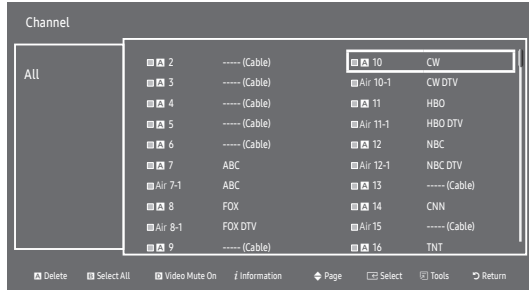 Channel
All
A 2 ----- (Cable)
A 3 ----- (Cable)
A 4 ----- (Cable)
A 5 ----- (Cable)
A 6 ----- (Cable)
A 7 ABC
Air 7-1 ABC
A 8 FOX
Air 8-1 FOX DTV
A 9 ----- (Cable)
A 10 CW
Air 10-1 CW DTV
A 11 HBO
Air 11-1 HBO DTV
A 12 NBC
Air 12-1 NBC DTV
A 13 ----- (Cable)
A 14 CNN
Air 15 ----- (Cable)
A 16 TNT
A Delete B Select All D Video Mute On i Information Page Select Tools Return